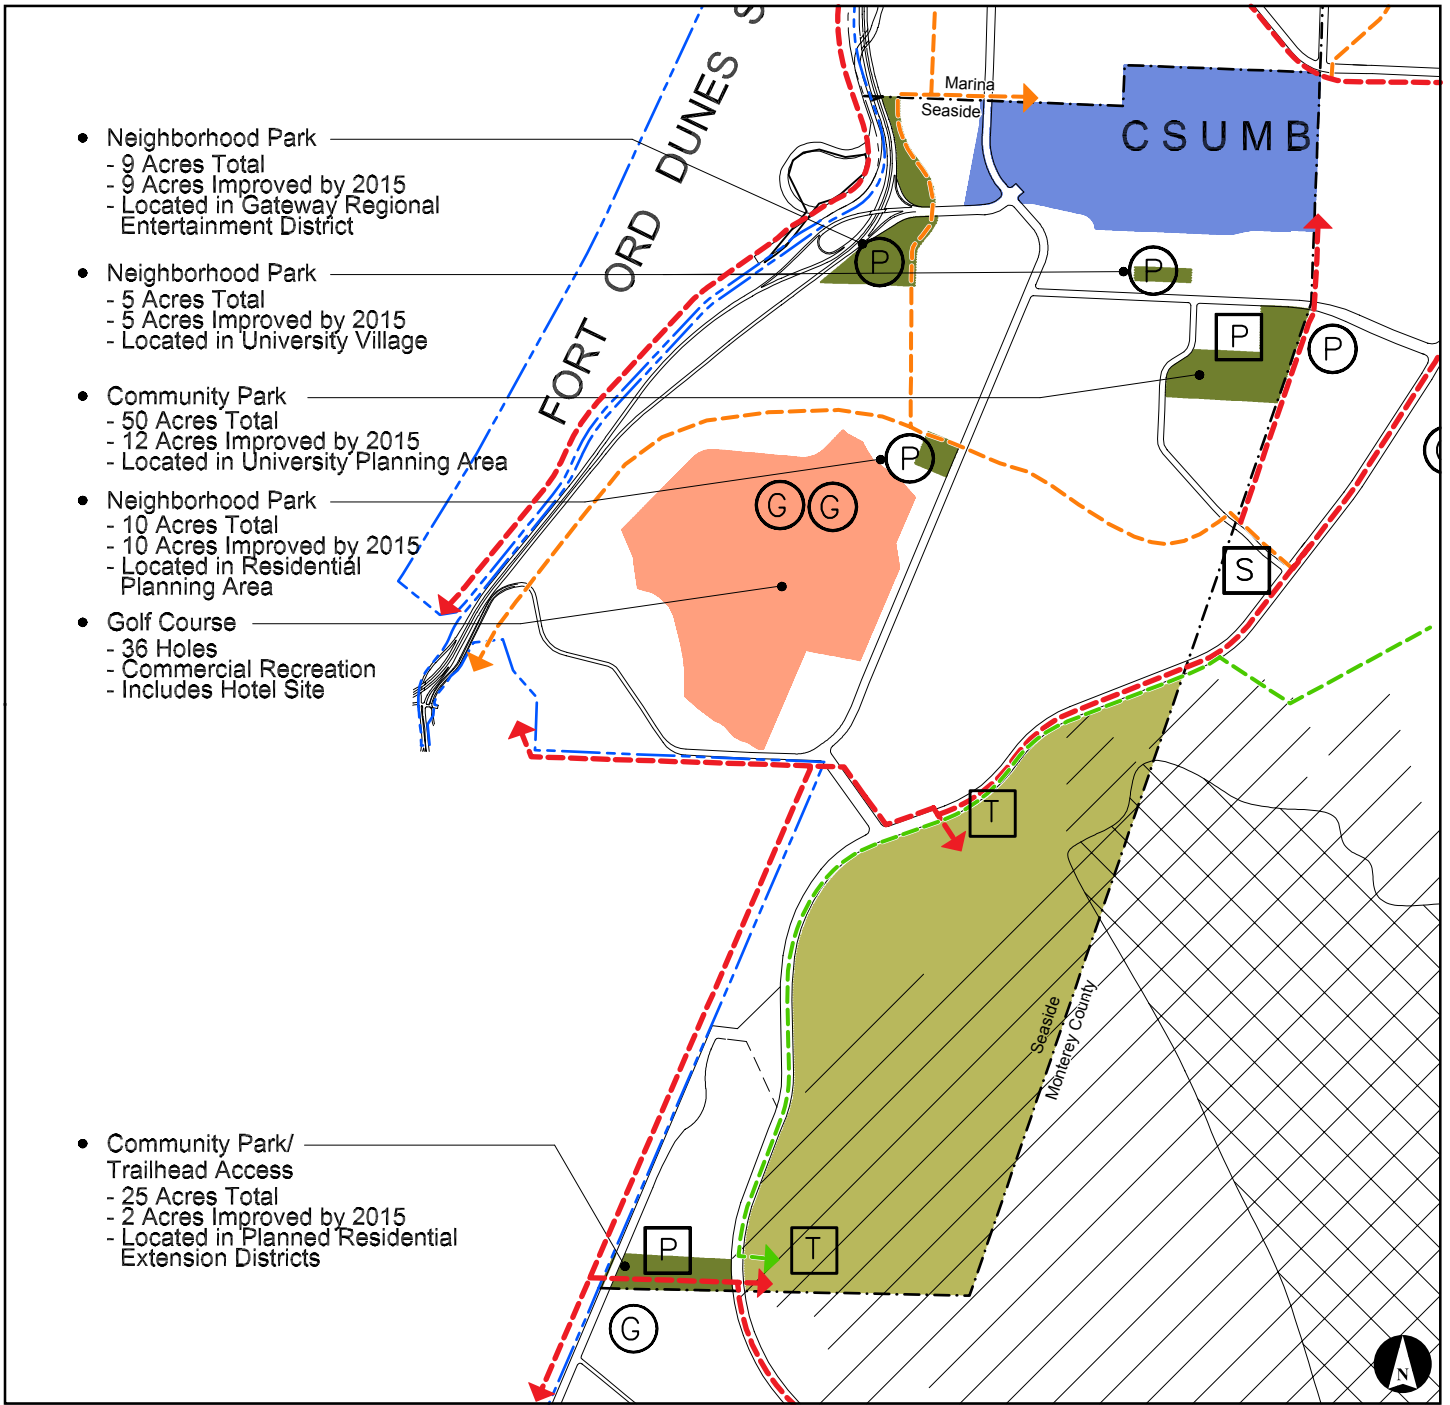 FORT ORD DUNES S
Marina
Seaside
CSUMB
• Neighborhood Park
- 9 Acres Total
- 9 Acres Improved by 2015
- Located in Gateway Regional
Entertainment District
• Neighborhood Park
- 5 Acres Total
- 5 Acres Improved by 2015
- Located in University Village
• Community Park
- 50 Acres Total
- 12 Acres Improved by 2015
- Located in University Planning Area
• Neighborhood Park
- 10 Acres Total
- 10 Acres Improved by 2015
- Located in Residential
Planning Area
• Golf Course
- 36 Holes
- Commercial Recreation
- Includes Hotel Site
P
P
P
P
P
G G
S
T
Seaside
Monterey County
• Community Park/
Trailhead Access
- 25 Acres Total
- 2 Acres Improved by 2015
- Located in Planned Residential
Extension Districts
P
T
G
N